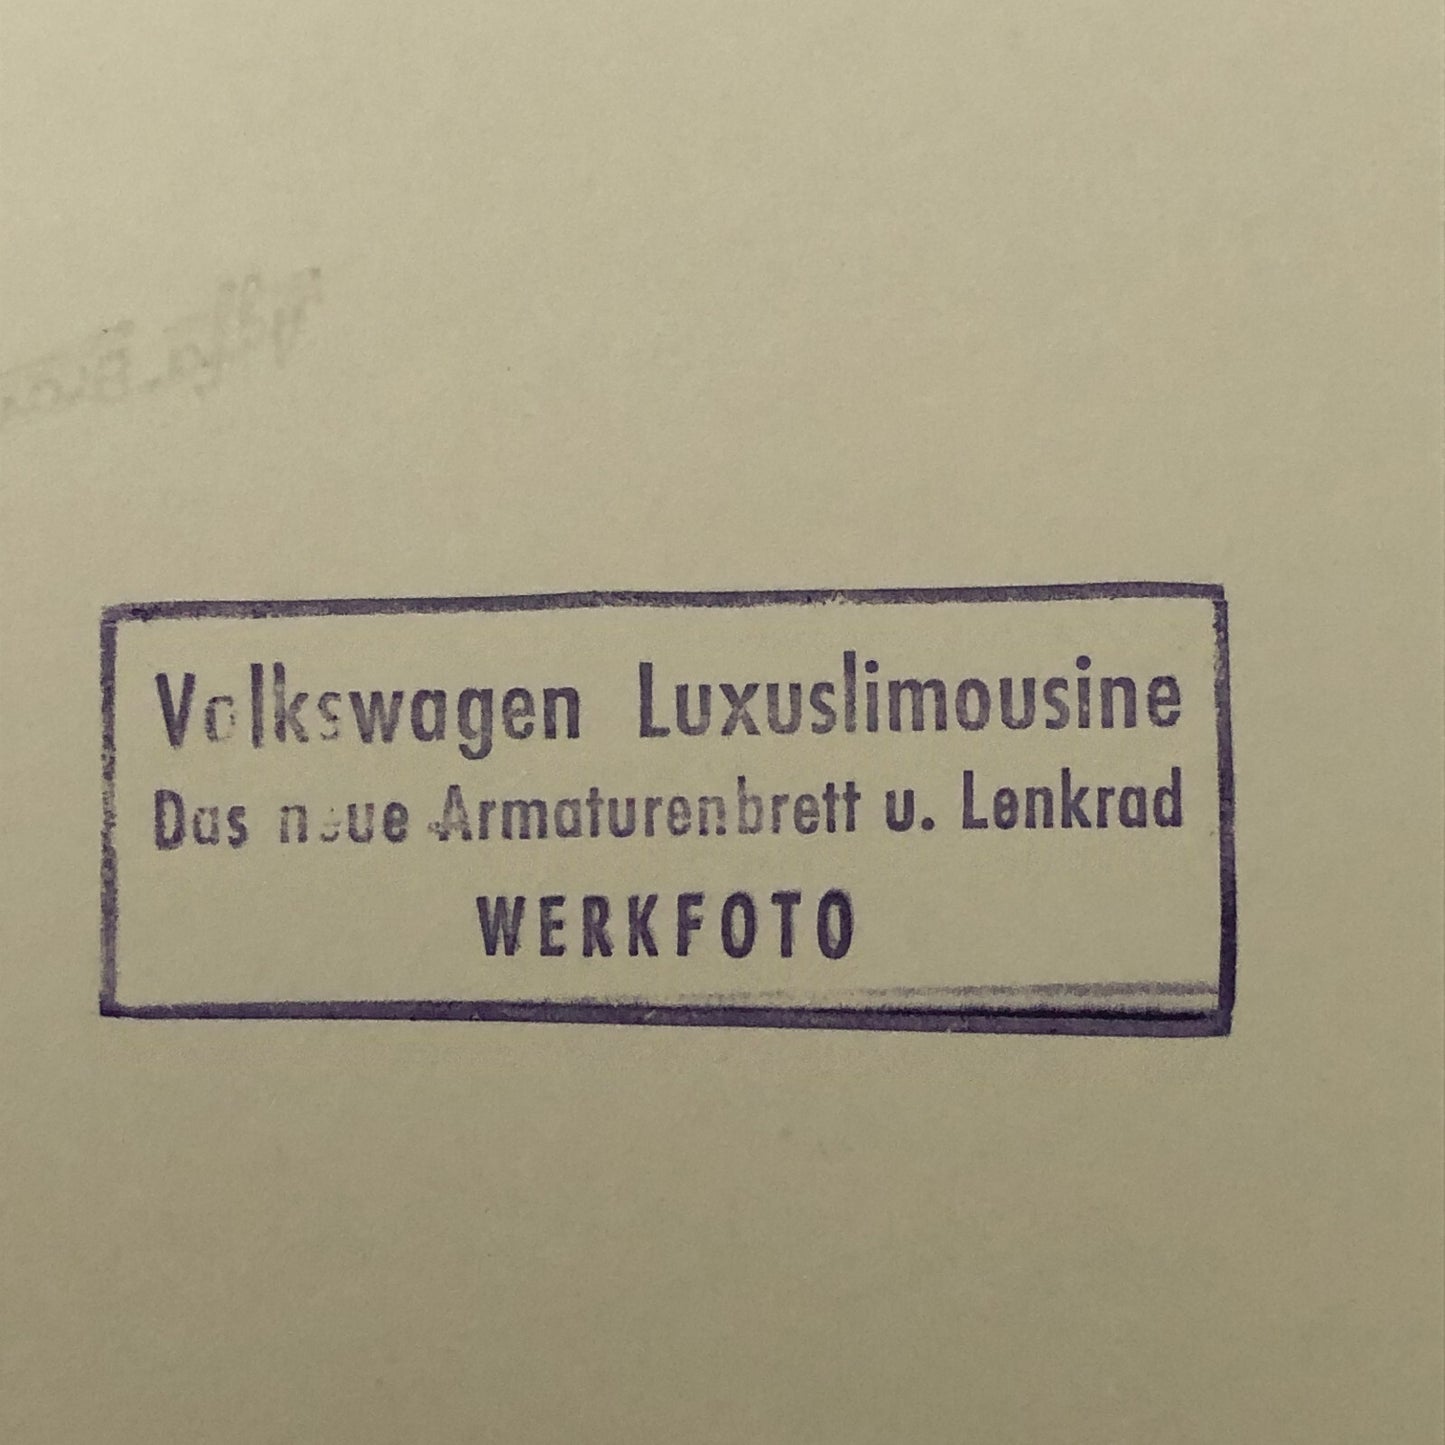 Volkswagen Luxuslimousine
Das neue Armaturenbrett u. Lenkrad
WERKFOTO